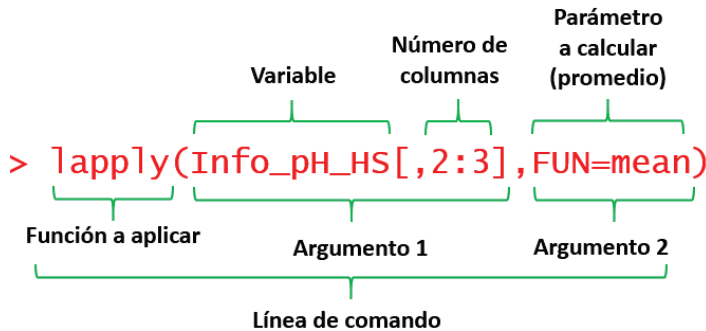 Parámetro
a calcular
(promedio)
Número de
columnas
Variable
> lapply(Info_pH_HS[,2:3],FUN=mean)
Función a aplicar
Argumento 1
Argumento 2
Línea de comando